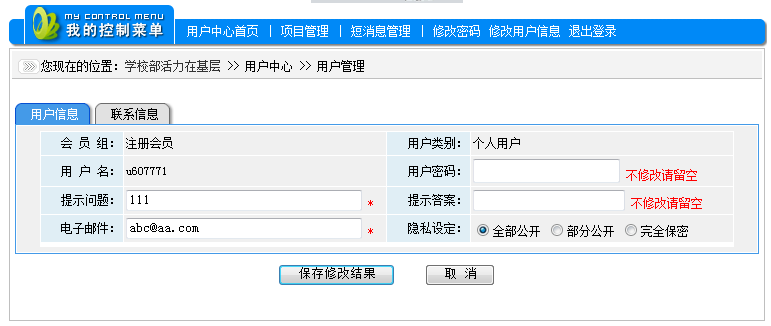 MY CONTROL MENU
我的控制菜单
用户中心首页 | 项目管理 | 短消息管理 | 修改密码 修改用户信息 退出登录
您现在的位置：学校部活力在基层 >> 用户中心 >> 用户管理
用户信息 联系信息
会 员 组： 注册会员 用户类别： 个人用户
用 户 名： u607771 用户密码： 不修改请留空
提示问题： 111 * 提示答案： 不修改请留空
电子邮件： abc@aa.com * 隐私设定： 全部公开 部分公开 完全保密
保存修改结果 取 消